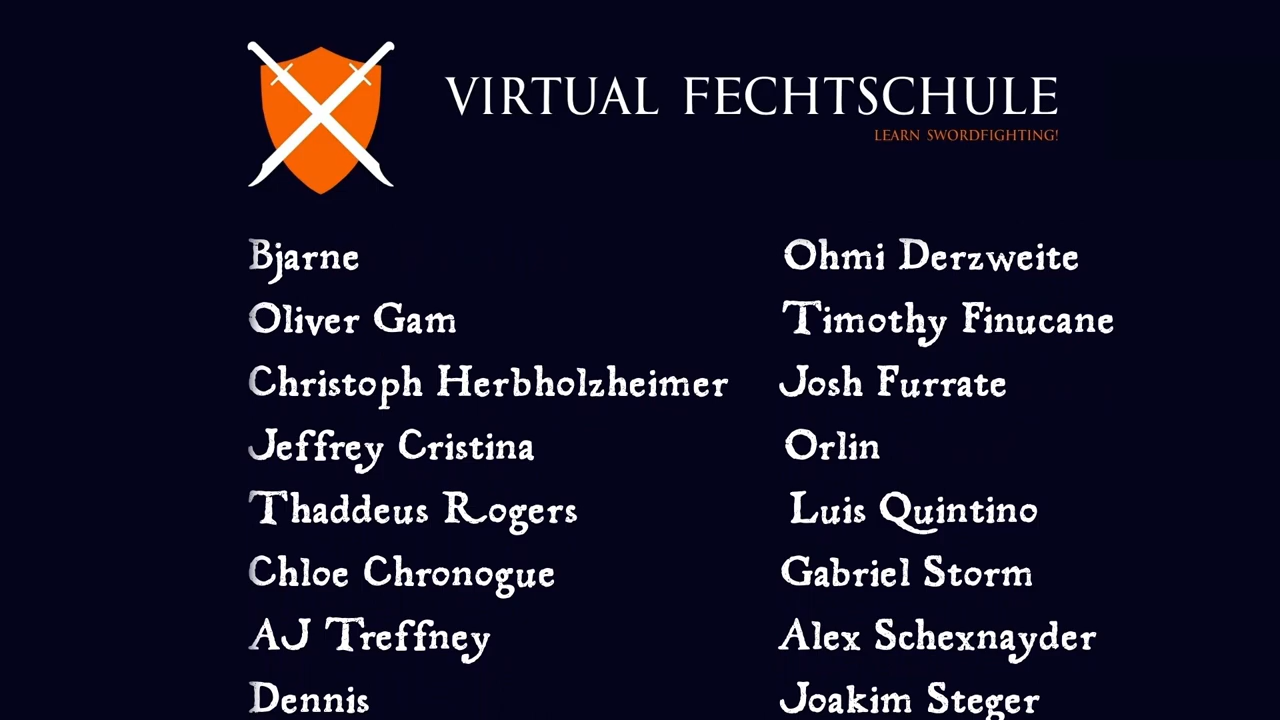 VIRTUAL FECHTSCHULE
LEARN SWORDFIGHTING!
Bjarne
Oliver Gam
Christoph Herbholzheimer
Jeffrey Cristina
Thaddeus Rogers
Chloe Chronogue
AJ Treffney
Dennis
Ohmi Derzweite
Timothy Finucane
Josh Furrate
Orlin
Luis Quintino
Gabriel Storm
Alex Schexnayder
Joakim Steger